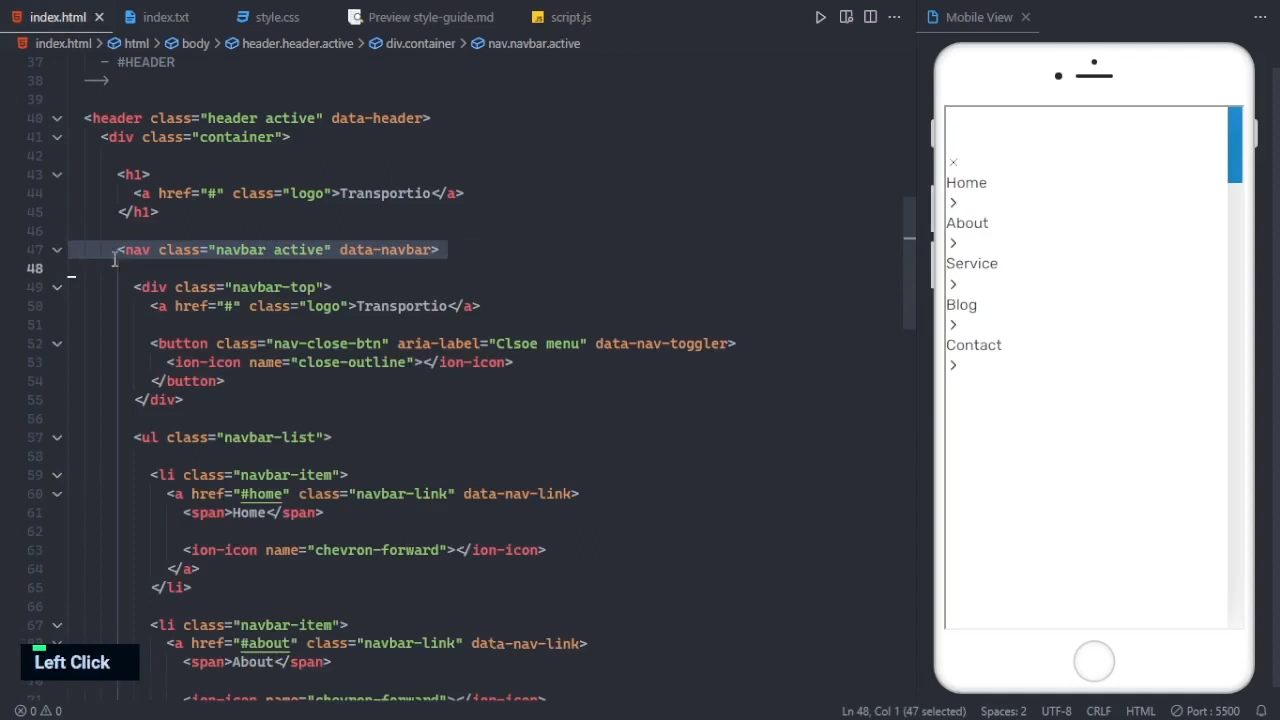 index.html
index.txt
style.css
Preview style-guide.md
script.js
Mobile View
index.html > html > body > header.header.active > div.container > nav.navbar.active
37 - #HEADER
38 -->
39
40 <header class="header active" data-header>
41 <div class="container">
42
43 <h1>
44 <a href="#" class="logo">Transportio</a>
45 </h1>
46
47 <nav class="navbar active" data-navbar>
48
49 <div class="navbar-top">
50 <a href="#" class="logo">Transportio</a>
51
52 <button class="nav-close-btn" aria-label="Clsoe menu" data-nav-toggler>
53 <ion-icon name="close-outline"></ion-icon>
54 </button>
55 </div>
56
57 <ul class="navbar-list">
58
59 <li class="navbar-item">
60 <a href="#home" class="navbar-link" data-nav-link>
61 <span>Home</span>
62
63 <ion-icon name="chevron-forward"></ion-icon>
64 </a>
65 </li>
66
67 <li class="navbar-item">
<a href="#about" class="navbar-link" data-nav-link>
<span>About</span>
<ion-icon name="chevron-forward"></ion-icon>
Left Click
Home
About
Service
Blog
Contact
0 0
Ln 48, Col 1 (47 selected)
Spaces: 2
UTF-8
CRLF
HTML
Port : 5500